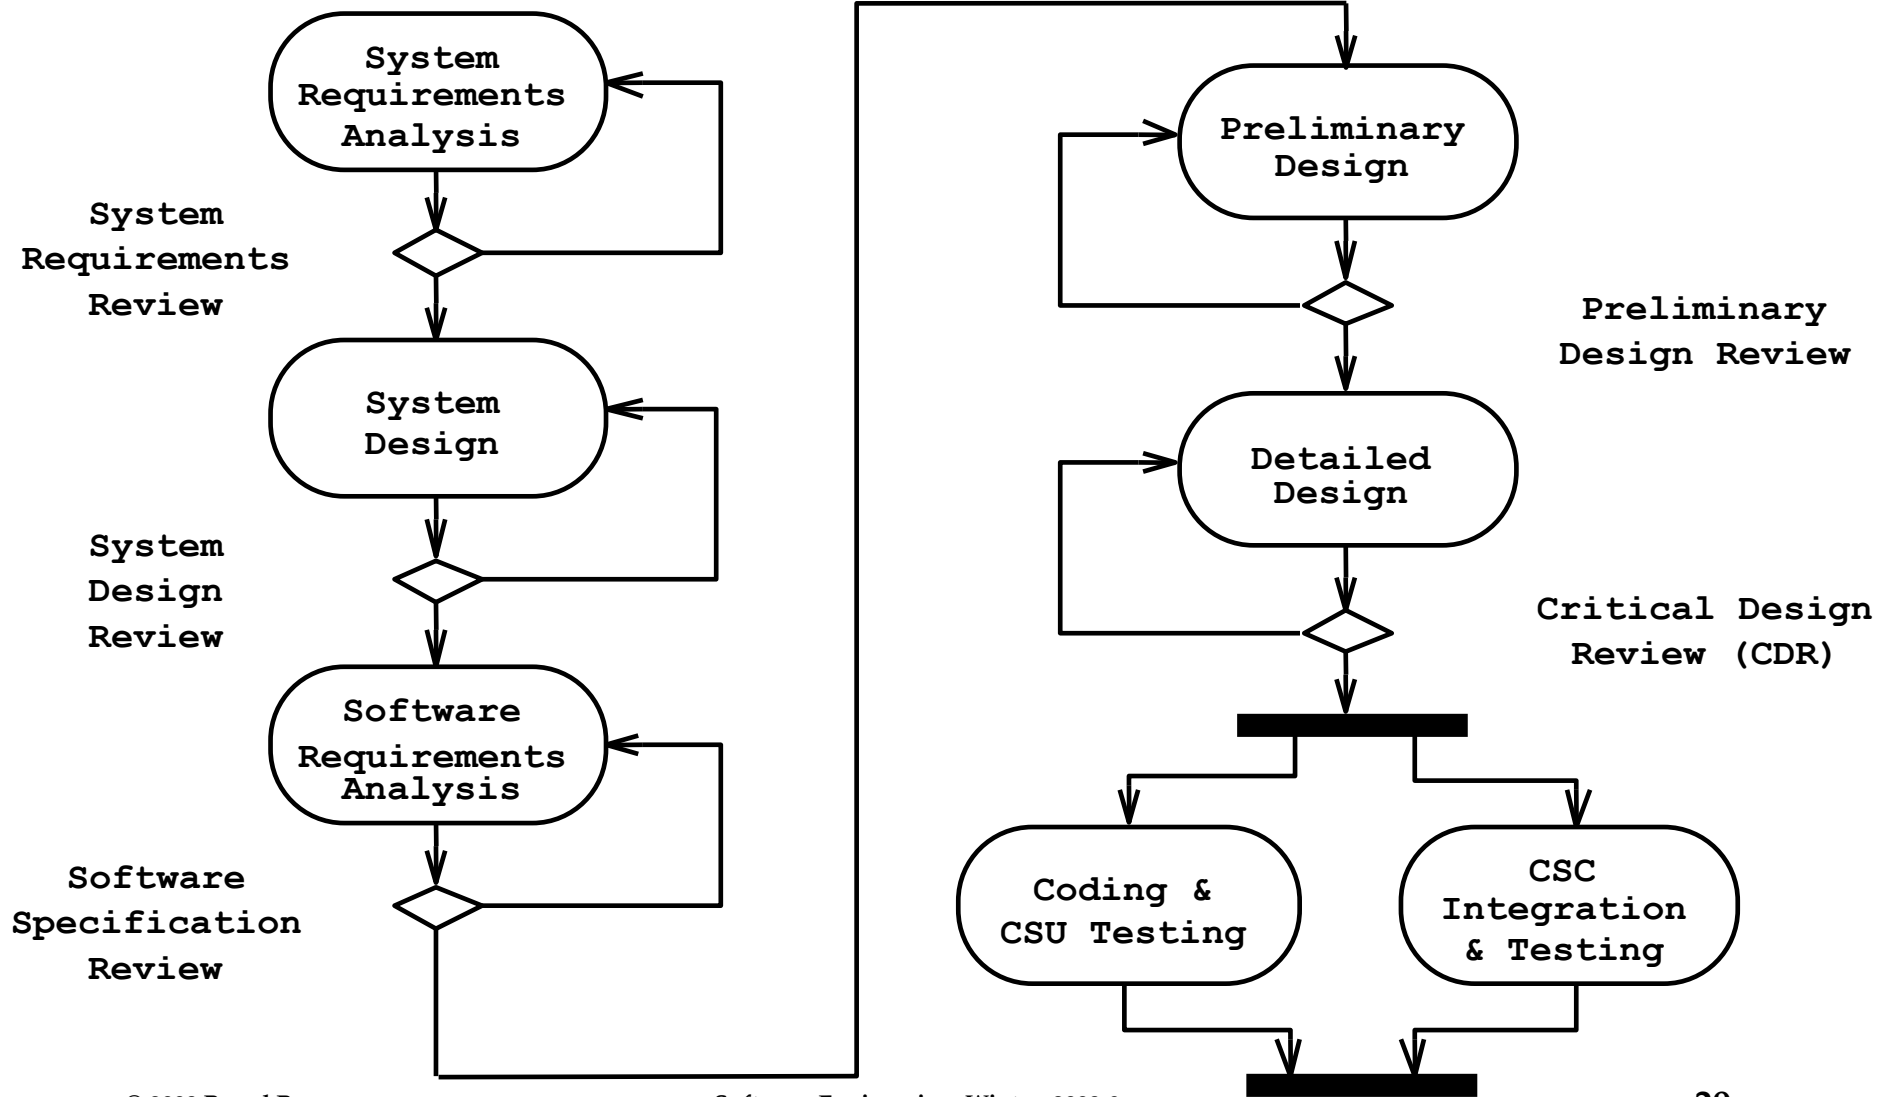 System
Requirements
Analysis
System
Requirements
Review
System
Design
System
Design
Review
Software
Requirements
Analysis
Software
Specification
Review
Preliminary
Design
Preliminary
Design Review
Detailed
Design
Critical Design
Review (CDR)
Coding &
CSU Testing
CSC
Integration
& Testing